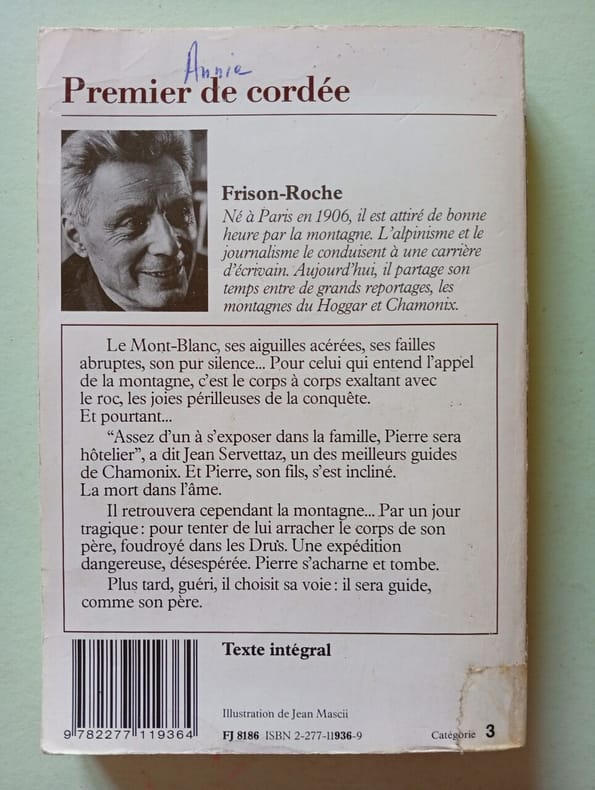 Annie
Premier de cordée
Frison-Roche
Né à Paris en 1906, il est attiré de bonne
heure par la montagne. L'alpinisme et le
journalisme le conduisent à une carrière
d'écrivain. Aujourd'hui, il partage son
temps entre de grands reportages, les
montagnes du Hoggar et Chamonix.
Le Mont-Blanc, ses aiguilles acérées, ses failles
abruptes, son pur silence... Pour celui qui entend l'appel
de la montagne, c'est le corps à corps exaltant avec
le roc, les joies périlleuses de la conquête.
Et pourtant...
"Assez d'un à s'exposer dans la famille, Pierre sera
hôtelier", a dit Jean Servettaz, un des meilleurs guides
de Chamonix. Et Pierre, son fils, s'est incliné.
La mort dans l'âme.
Il retrouvera cependant la montagne... Par un jour
tragique : pour tenter de lui arracher le corps de son
père, foudroyé dans les Drus. Une expédition
dangereuse, désespérée. Pierre s'acharne et tombe.
Plus tard, guéri, il choisit sa voie : il sera guide,
comme son père.
Texte intégral
Illustration de Jean Mascii
9 782277 119364
FJ 8186 ISBN 2-277-11936-9
Catégorie 3